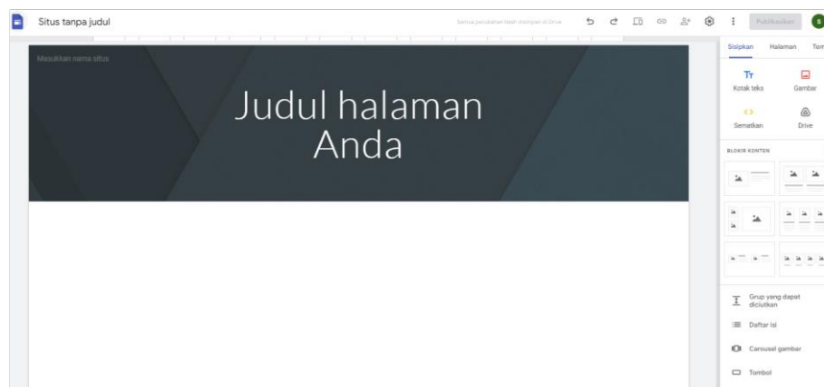 Situs tanpa judul
Semua perubahan telah disimpan di Drive
Publikasikan
S
Masukkan nama situs
Judul halaman
Anda
Sisipkan
Halaman
Tem
Kotak teks
Gambar
Sematkan
Drive
BLOKIR KONTEN
Grup yang dapat
diciutkan
Daftar isi
Carousel gambar
Tombol